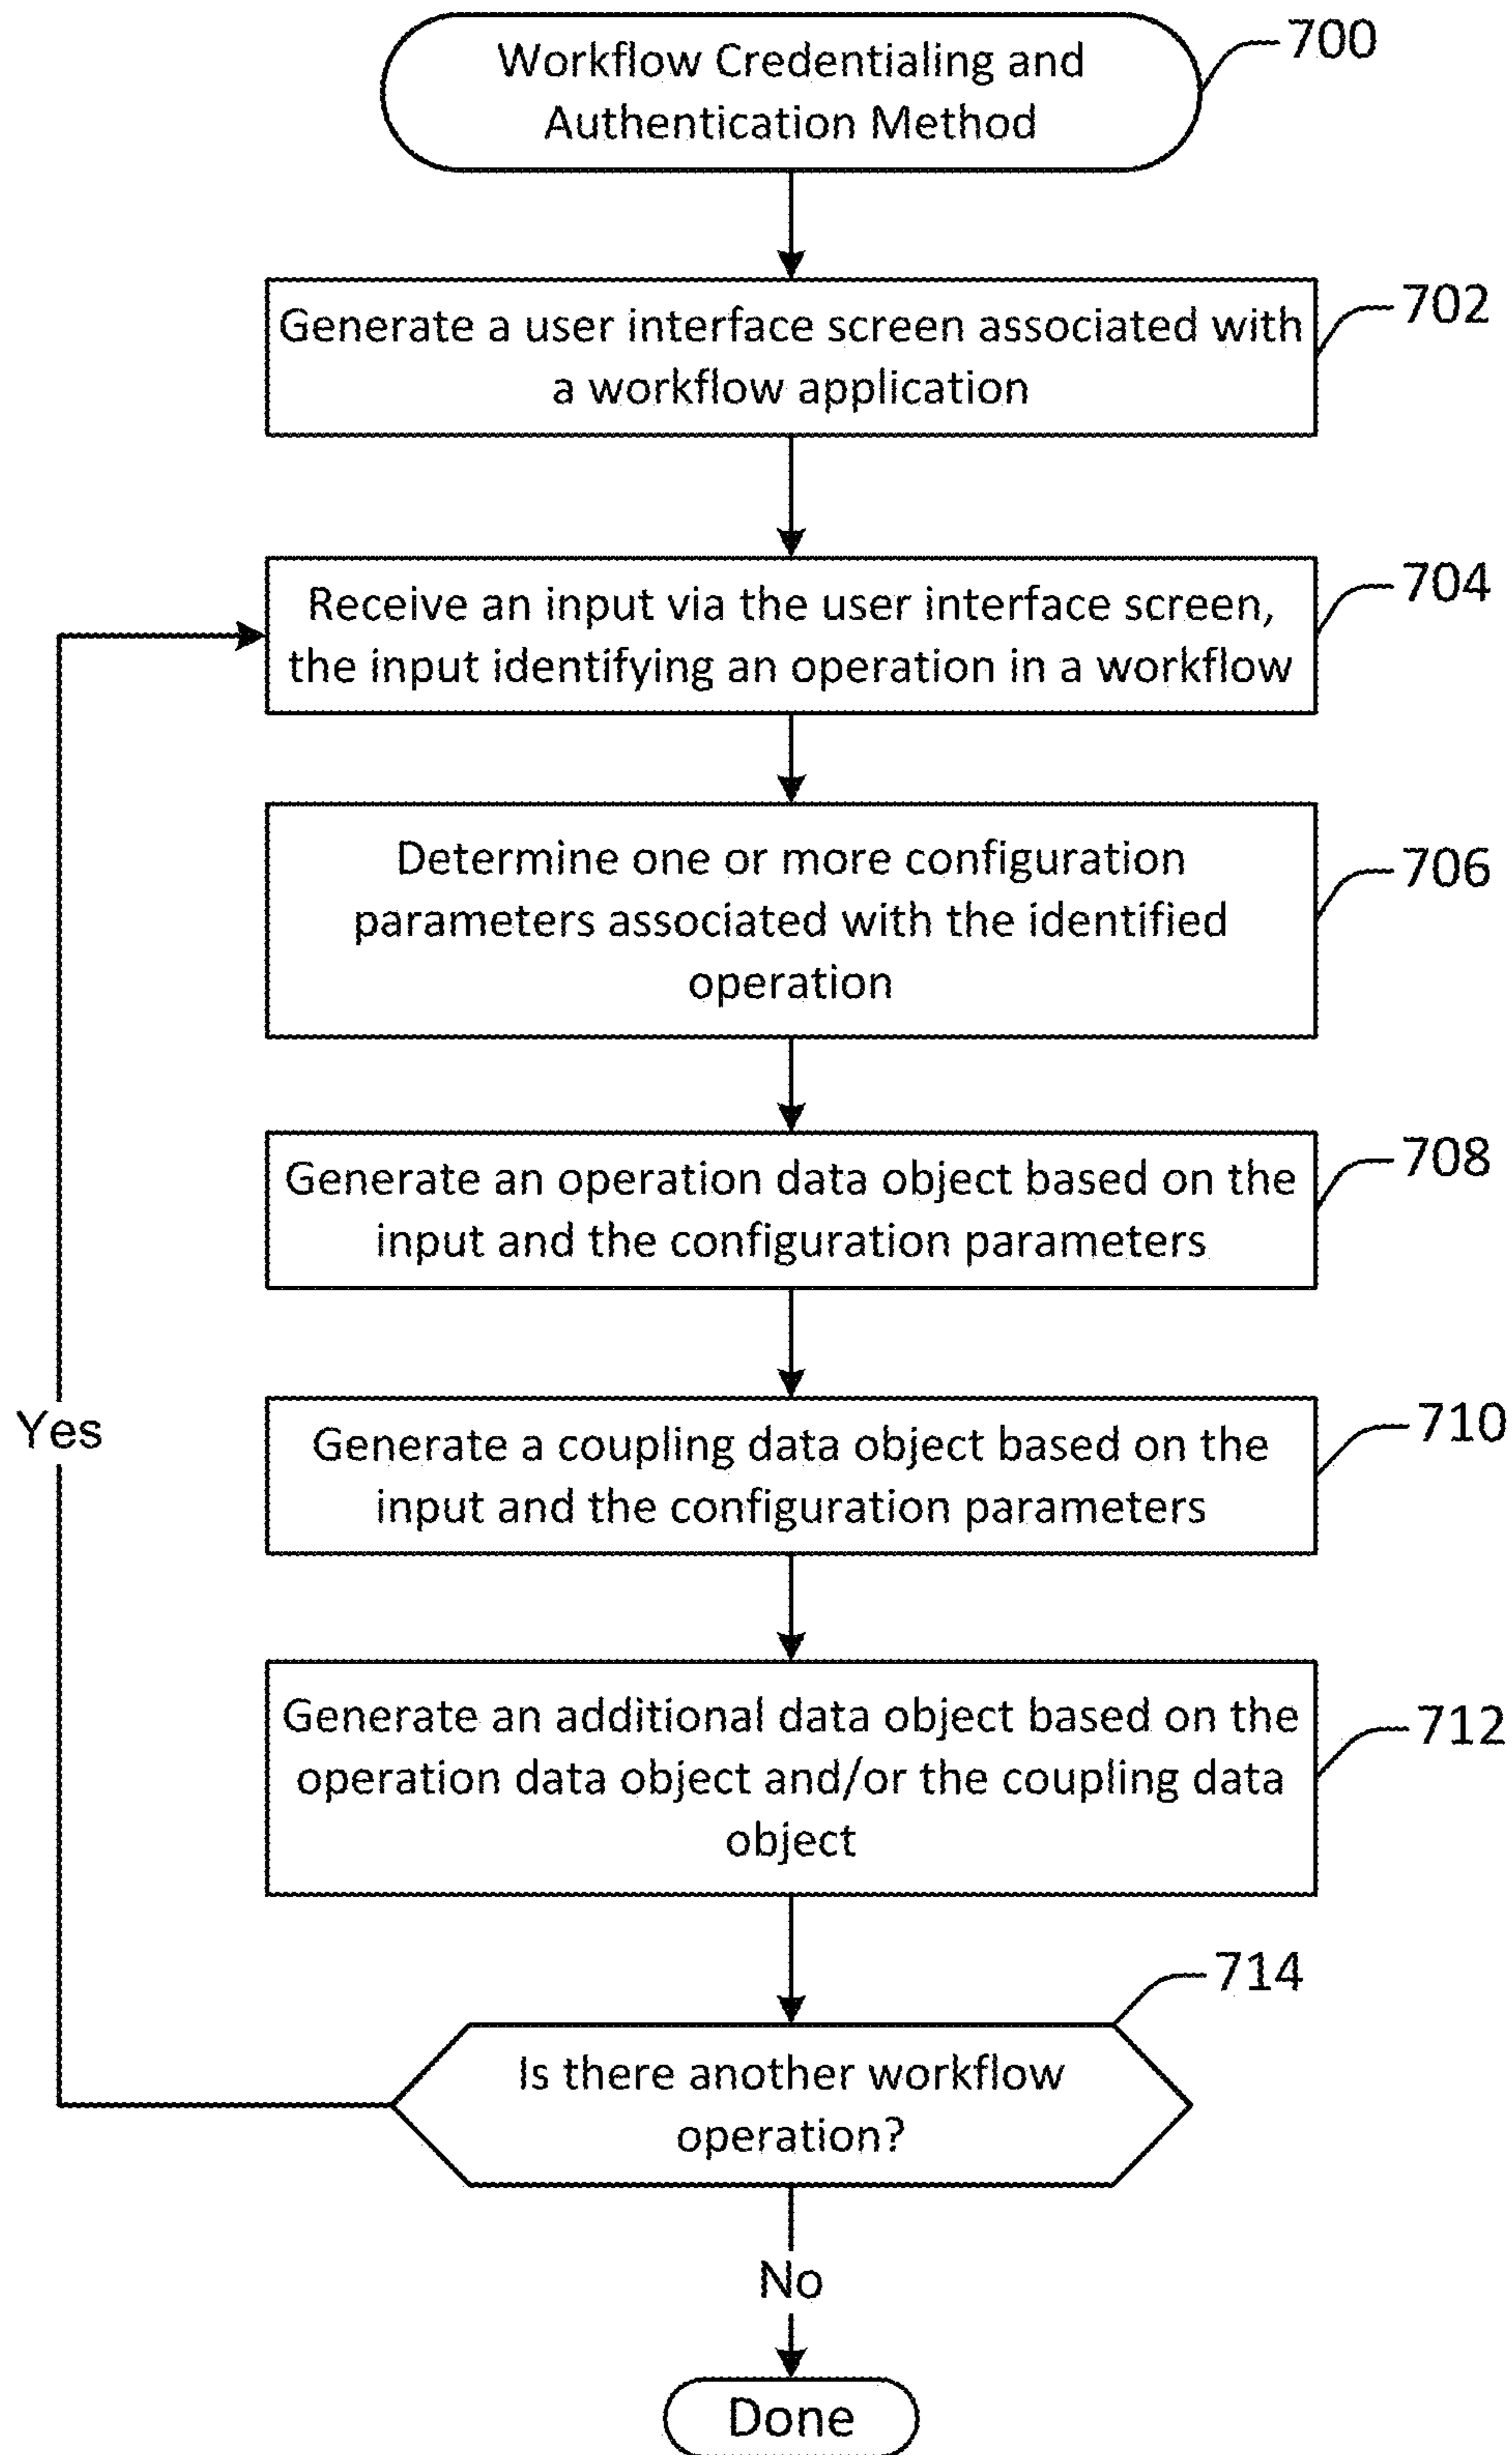 Workflow Credentialing and
Authentication Method
700
Generate a user interface screen associated with
a workflow application
702
Receive an input via the user interface screen,
the input identifying an operation in a workflow
704
Determine one or more configuration
parameters associated with the identified
operation
706
Generate an operation data object based on the
input and the configuration parameters
708
Yes
Generate a coupling data object based on the
input and the configuration parameters
710
Generate an additional data object based on the
operation data object and/or the coupling data
object
712
714
Is there another workflow
operation?
No
Done